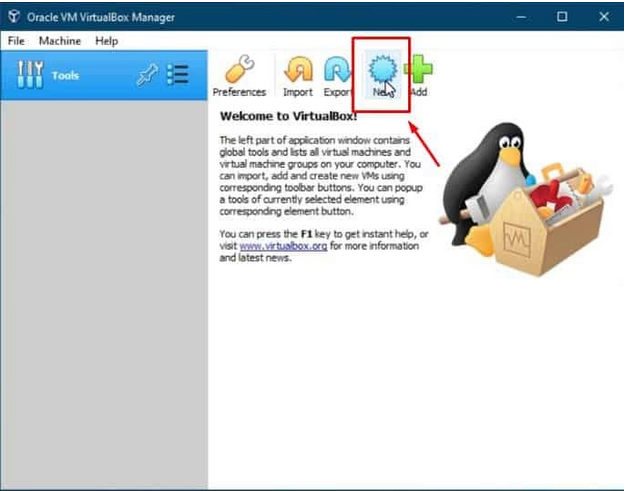 Oracle VM VirtualBox Manager
File Machine Help
Tools
Preferences Import Export New Add
Welcome to VirtualBox!
The left part of application window contains
global tools and lists all virtual machines and
virtual machine groups on your computer. You
can import, add and create new VMs using
corresponding toolbar buttons. You can popup
a tools of currently selected element using
corresponding element button.
You can press the F1 key to get instant help, or
visit www.virtualbox.org for more information
and latest news.